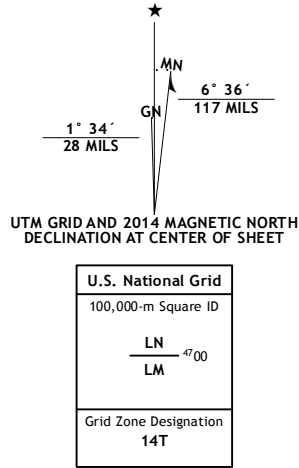 MN
6° 36´
117 MILS
GN
1° 34´
28 MILS
UTM GRID AND 2014 MAGNETIC NORTH
DECLINATION AT CENTER OF SHEET
U.S. National Grid
100,000-m Square ID
LN
4700
LM
Grid Zone Designation
14T